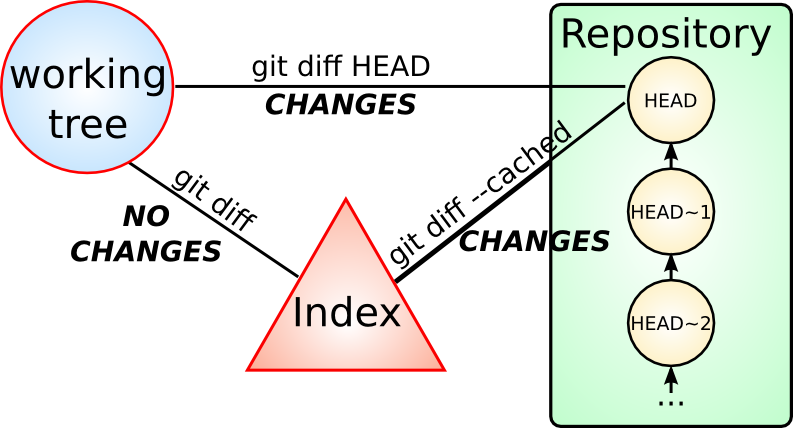 Repository
working
tree
git diff HEAD
CHANGES
HEAD
git diff
NO
CHANGES
git diff --cached
CHANGES
HEAD~1
Index
HEAD~2
...